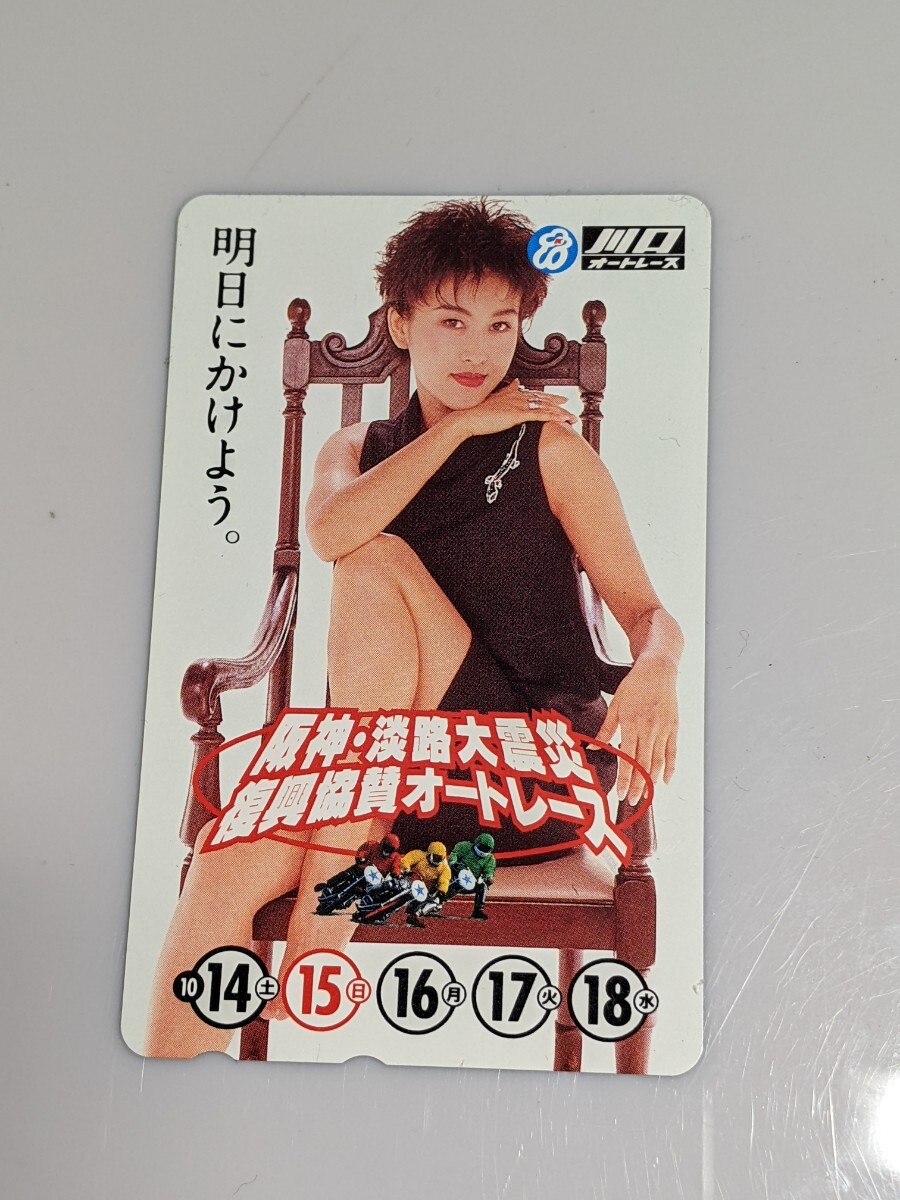 明日にかけよう。
川口
オートレース
阪神・淡路大震災
復興協賛オートレース
10 14 土 15 日 16 月 17 火 18 水